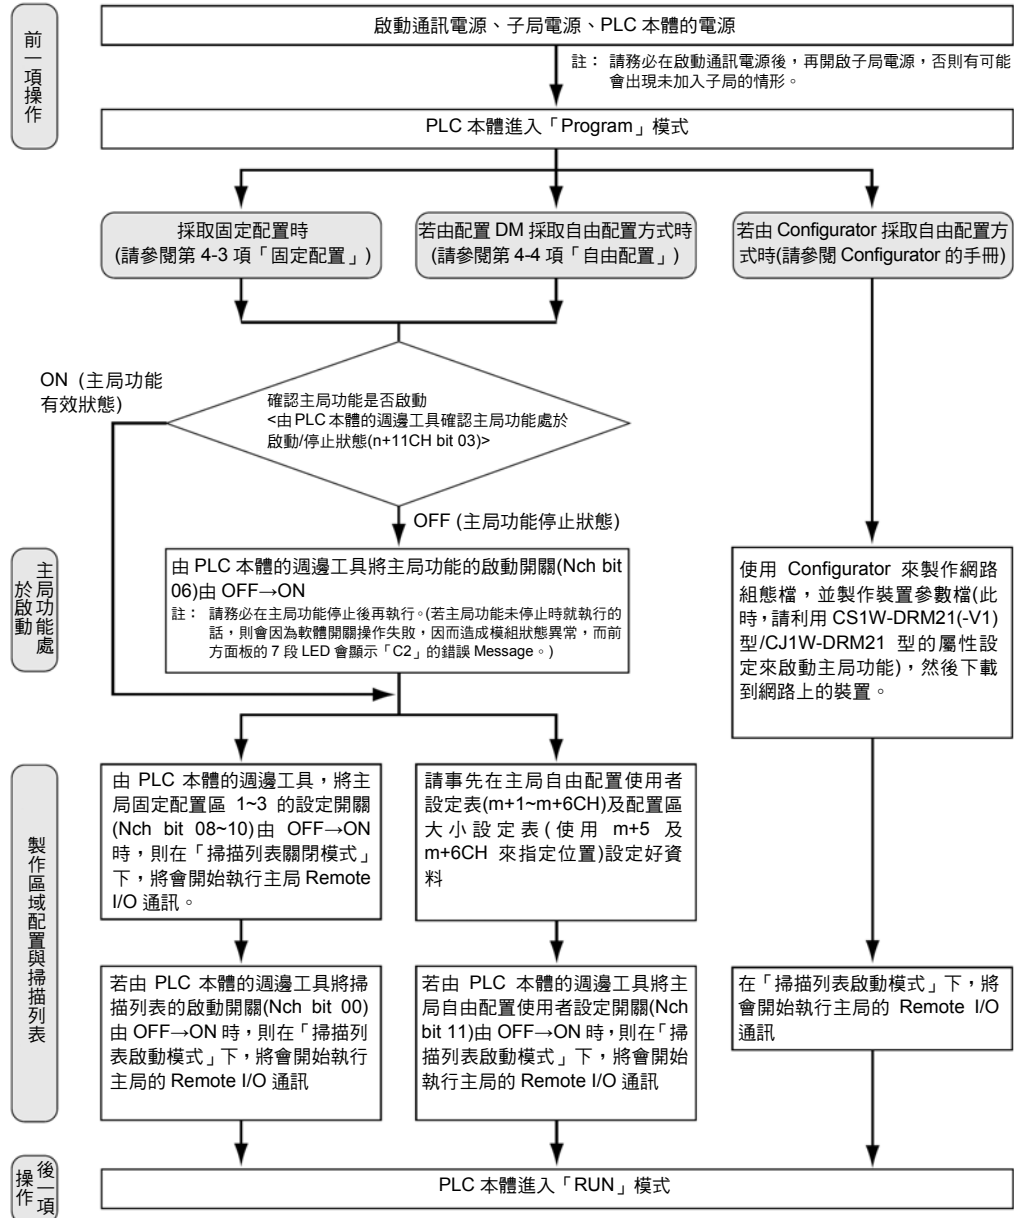 前一項操作
啟動通訊電源、子局電源、PLC 本體的電源
註： 請務必在啟動通訊電源後，再開啟子局電源，否則有可能
會出現未加入子局的情形。
PLC 本體進入「Program」模式
採取固定配置時
(請參閱第 4-3 項「固定配置」)
若由配置 DM 採取自由配置方式時
(請參閱第 4-4 項「自由配置」)
若由 Configurator 採取自由配置方
式時(請參閱 Configurator 的手冊)
ON (主局功能
有效狀態)
確認主局功能是否啟動
<由 PLC 本體的週邊工具確認主局功能處於
啟動/停止狀態(n+11CH bit 03)>
OFF (主局功能停止狀態)
主局功能處
於啟動
由 PLC 本體的週邊工具將主局功能的啟動開關(Nch bit
06)由 OFF→ON
註： 請務必在主局功能停止後再執行。(若主局功能未停止時就執行的
話，則會因為軟體開關操作失敗，因而造成模組狀態異常，而前
方面板的 7 段 LED 會顯示「C2」的錯誤 Message。)
使用 Configurator 來製作網路
組態檔，並製作裝置參數檔(此
時，請利用 CS1W-DRM21(-V1)
型/CJ1W-DRM21 型的屬性設
定來啟動主局功能)，然後下載
到網路上的裝置。
製作區域配置與掃描列表
由 PLC 本體的週邊工具，將主
局固定配置區 1~3 的設定開關
(Nch bit 08~10)由 OFF→ON
時，則在「掃描列表關閉模式」
下，將會開始執行主局 Remote
I/O 通訊。
請事先在主局自由配置使用者
設定表(m+1~m+6CH)及配置區
大小設定表(使用 m+5 及
m+6CH 來指定位置)設定好資
料
若由 PLC 本體的週邊工具將掃
描列表的啟動開關(Nch bit 00)
由 OFF→ON 時，則在「掃描列
表啟動模式」下，將會開始執行
主局的 Remote I/O 通訊
若由 PLC 本體的週邊工具將主
局自由配置使用者設定開關(Nch
bit 11)由 OFF→ON 時，則在「掃
描列表啟動模式」下，將會開始
執行主局的 Remote I/O 通訊
在「掃描列表啟動模式」下，將
會開始執行主局的 Remote I/O
通訊
後一項
操作
PLC 本體進入「RUN」模式